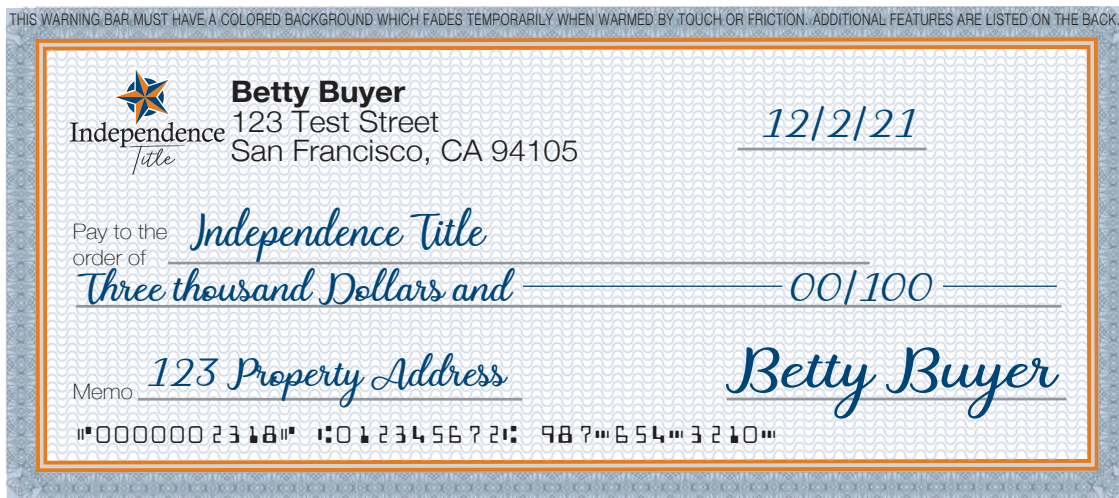 THIS WARNING BAR MUST HAVE A COLORED BACKGROUND WHICH FADES TEMPORARILY WHEN WARMED BY TOUCH OR FRICTION. ADDITIONAL FEATURES ARE LISTED ON THE BACK.
Independence
Title
Betty Buyer
123 Test Street
San Francisco, CA 94105
12/2/21
Pay to the
order of Independence Title
Three thousand Dollars and 00/100
Memo 123 Property Address
Betty Buyer
⑈0000002318⑈ ⑆012345672⑆ 987⑉654⑉3210⑉